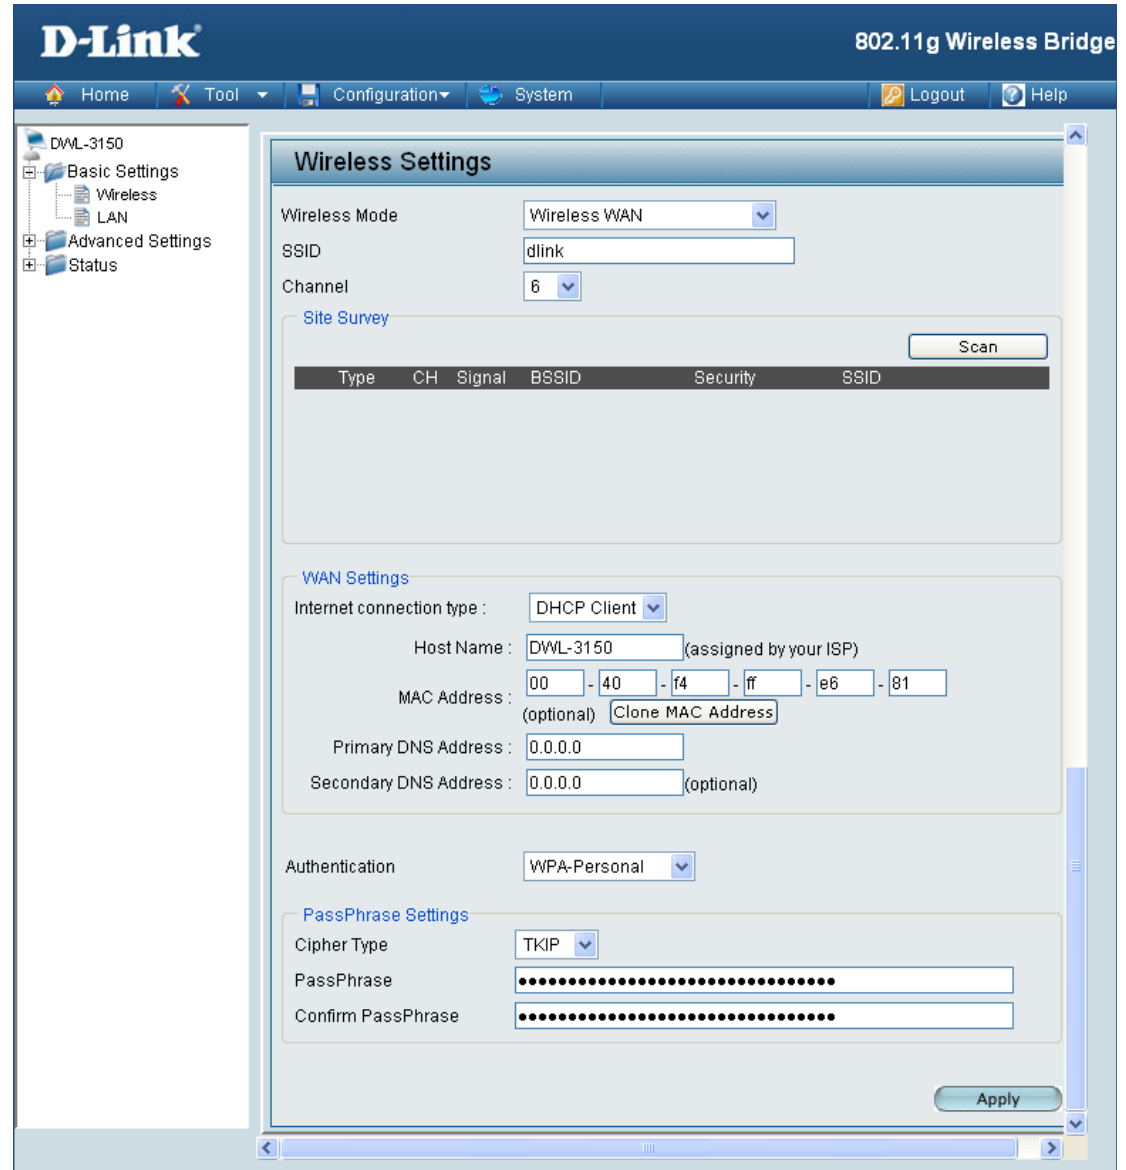 D-Link
802.11g Wireless Bridge
Home Tool Configuration System Logout Help
DWL-3150
Basic Settings
Wireless
LAN
Advanced Settings
Status
Wireless Settings
Wireless Mode Wireless WAN
SSID dlink
Channel 6
Site Survey
Scan
Type CH Signal BSSID Security SSID
WAN Settings
Internet connection type : DHCP Client
Host Name : DWL-3150 (assigned by your ISP)
MAC Address : 00 - 40 - f4 - ff - e6 - 81
(optional) Clone MAC Address
Primary DNS Address : 0.0.0.0
Secondary DNS Address : 0.0.0.0 (optional)
Authentication WPA-Personal
PassPhrase Settings
Cipher Type TKIP
PassPhrase ••••••••••••••••••••••••••••••••
Confirm PassPhrase ••••••••••••••••••••••••••••••••
Apply